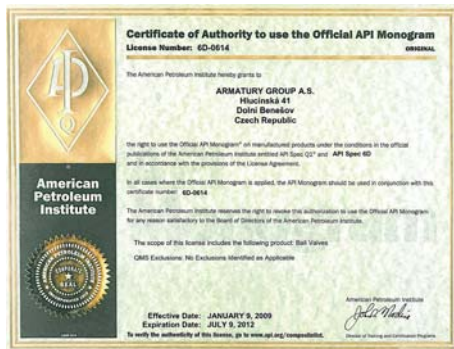 Certificate of Authority to use the Official API Monogram
License Number: 6D-0614
ORIGINAL
The American Petroleum Institute hereby grants to
ARMATURY GROUP A.S.
Hlucinská 41
Dolní Benešov
Czech Republic
the right to use the Official API Monogram® on manufactured products under the conditions in the official
publications of the American Petroleum Institute entitled API Spec Q1® and API Spec 6D
and in accordance with the provisions of the License Agreement.
In all cases where the Official API Monogram is applied, the API Monogram should be used in conjunction with this
certificate number: 6D-0614
The American Petroleum Institute reserves the right to revoke this authorization to use the Official API Monogram
for any reason satisfactory to the Board of Directors of the American Petroleum Institute.
The scope of this license includes the following product: Ball Valves
QMS Exclusions: No Exclusions Identified as Applicable
American
Petroleum
Institute
CORPORATE
SEAL
Effective Date: JANUARY 9, 2009
Expiration Date: JULY 9, 2012
To verify the authenticity of this license, go to www.api.org/compositelist.
American Petroleum Institute
Director of Training and Certification Programs